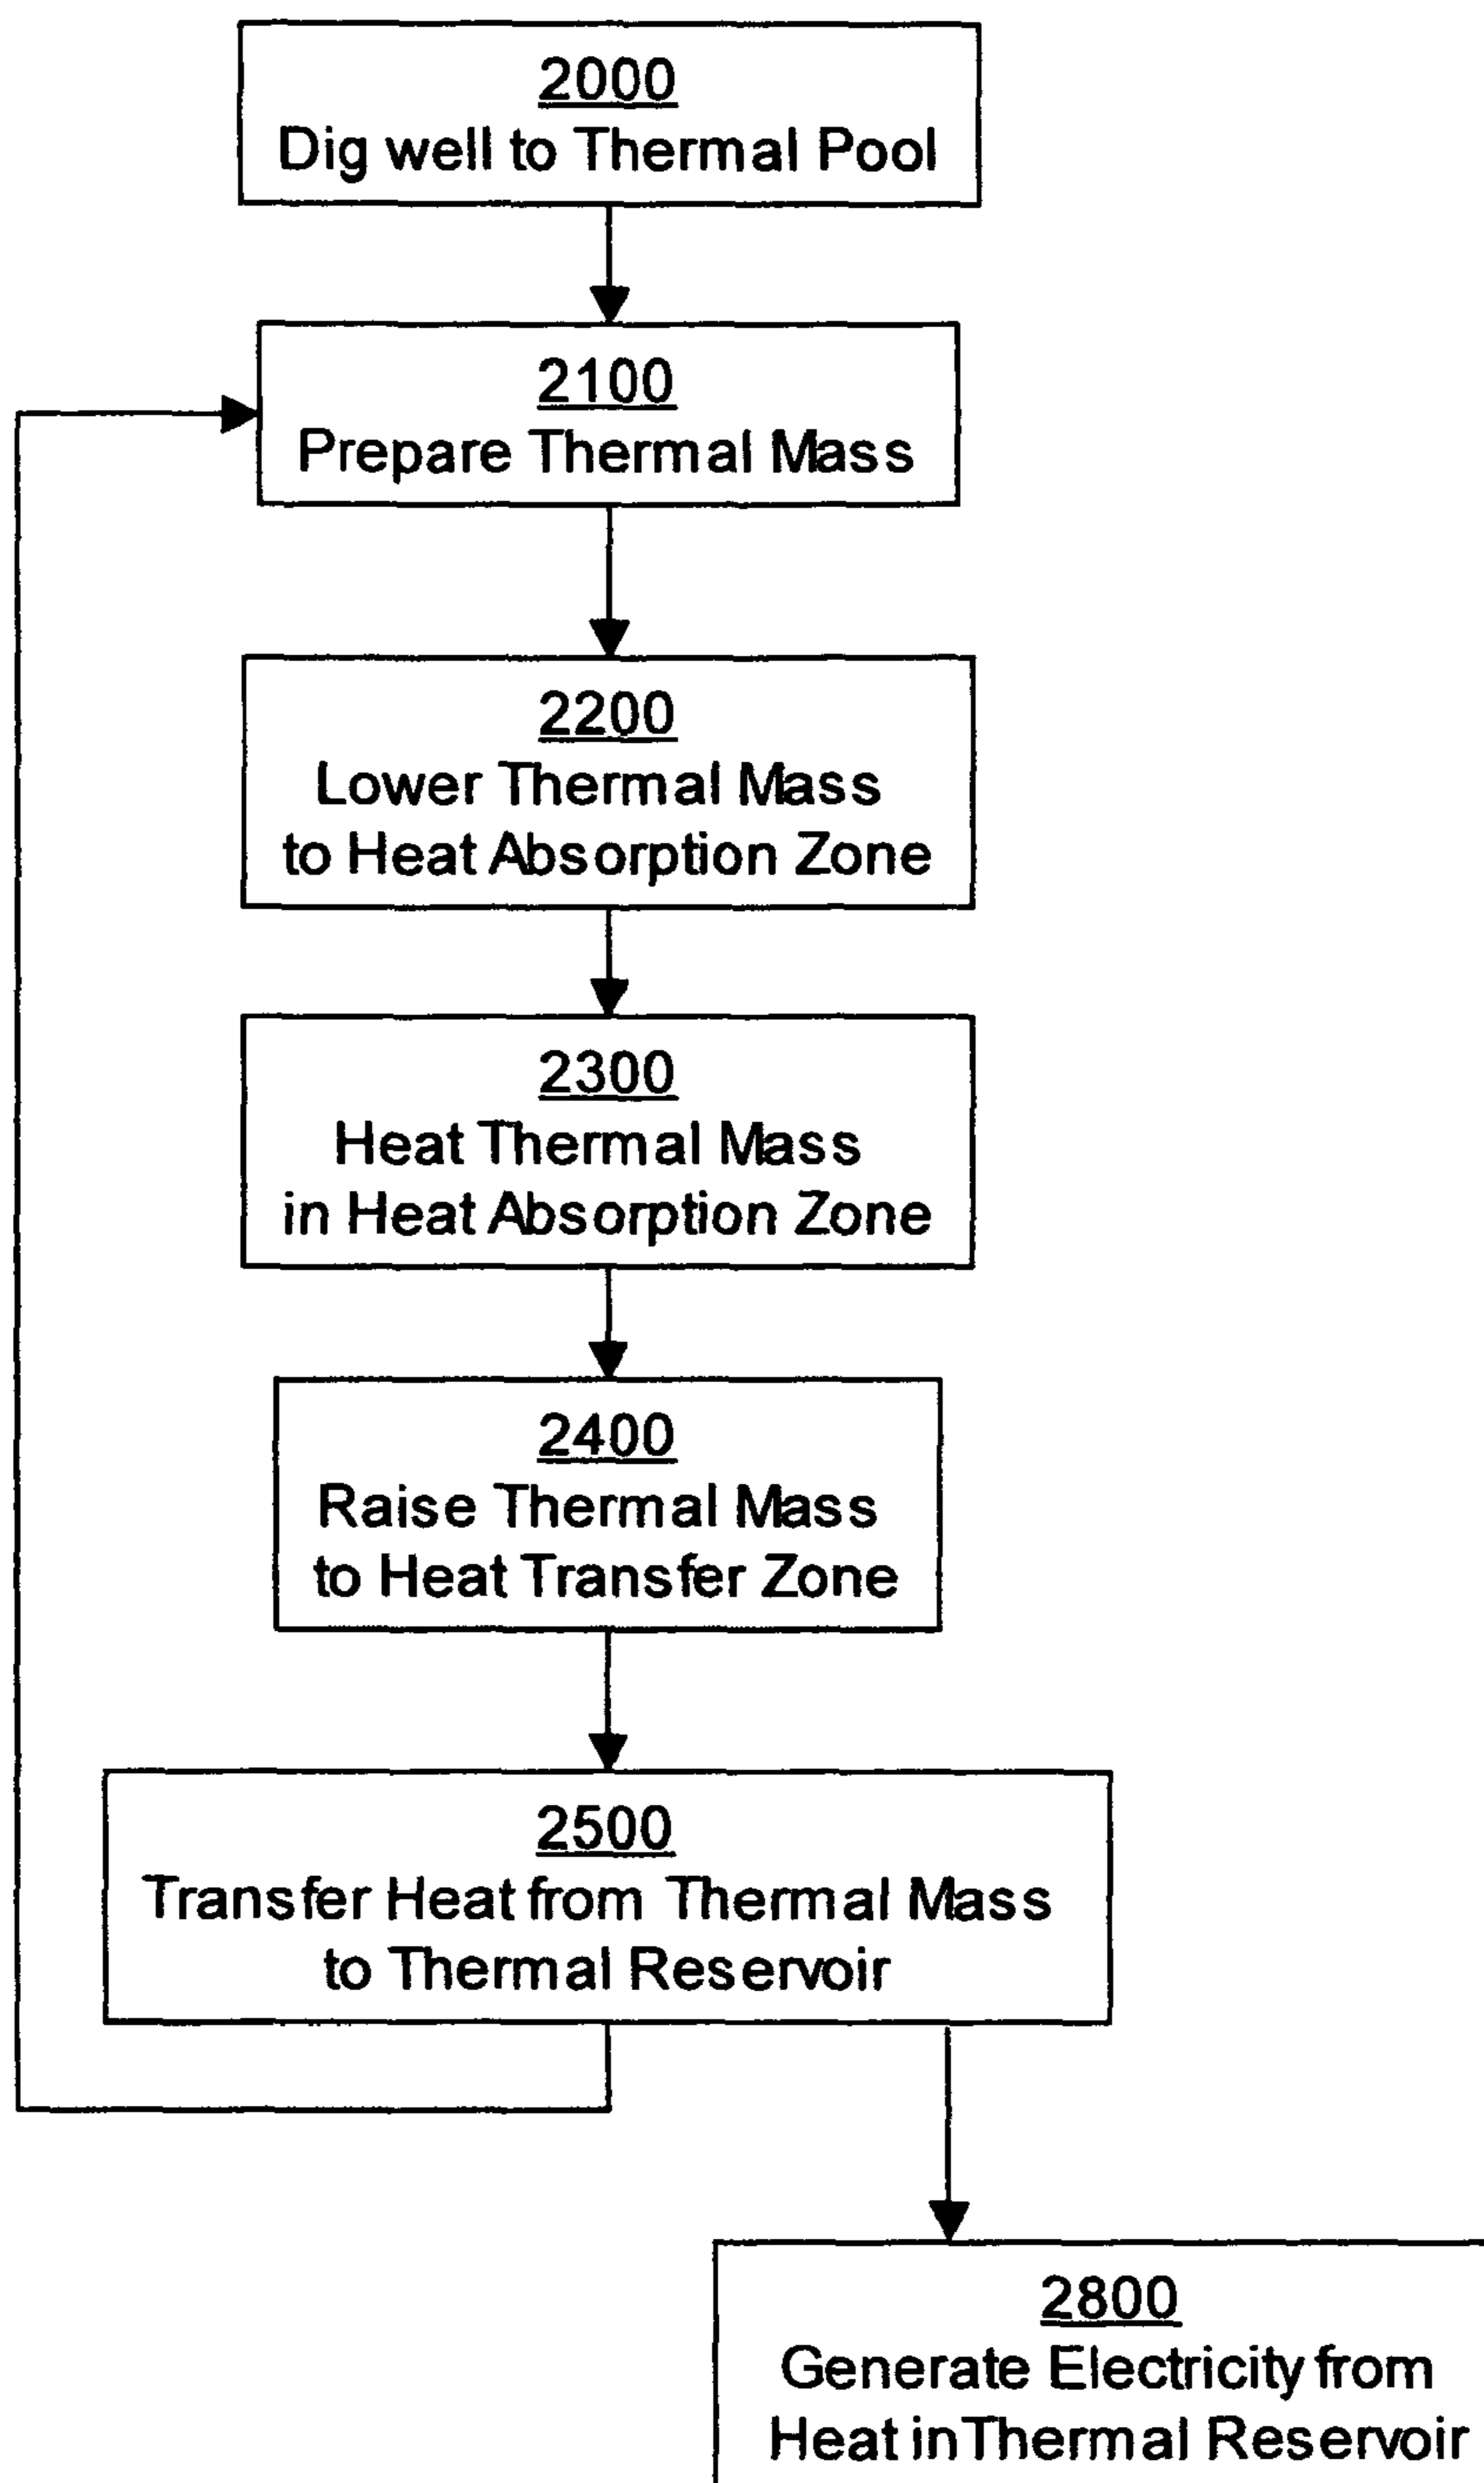 2000
Dig well to Thermal Pool
2100
Prepare Thermal Mass
2200
Lower Thermal Mass
to Heat Absorption Zone
2300
Heat Thermal Mass
in Heat Absorption Zone
2400
Raise Thermal Mass
to Heat Transfer Zone
2500
Transfer Heat from Thermal Mass
to Thermal Reservoir
2800
Generate Electricity from
Heat in Thermal Reservoir